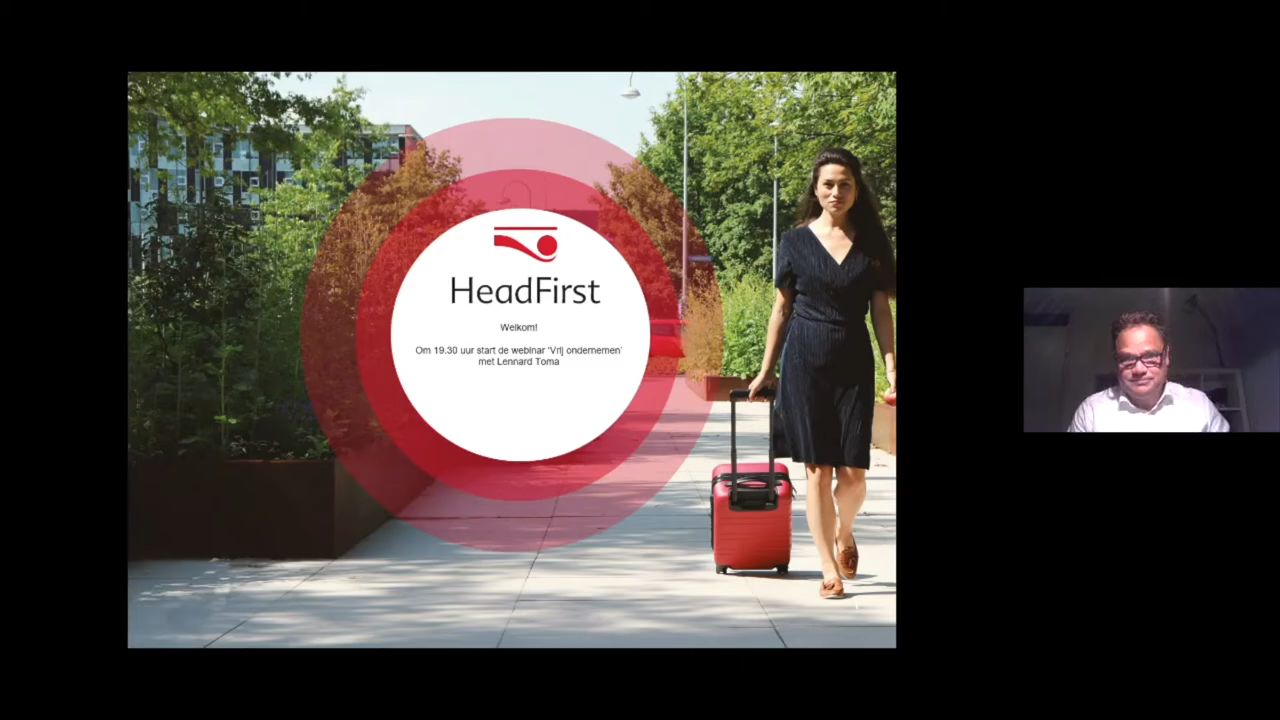 HeadFirst
Welkom!
Om 19.30 uur start de webinar 'Vrij ondernemen'
met Lennard Toma